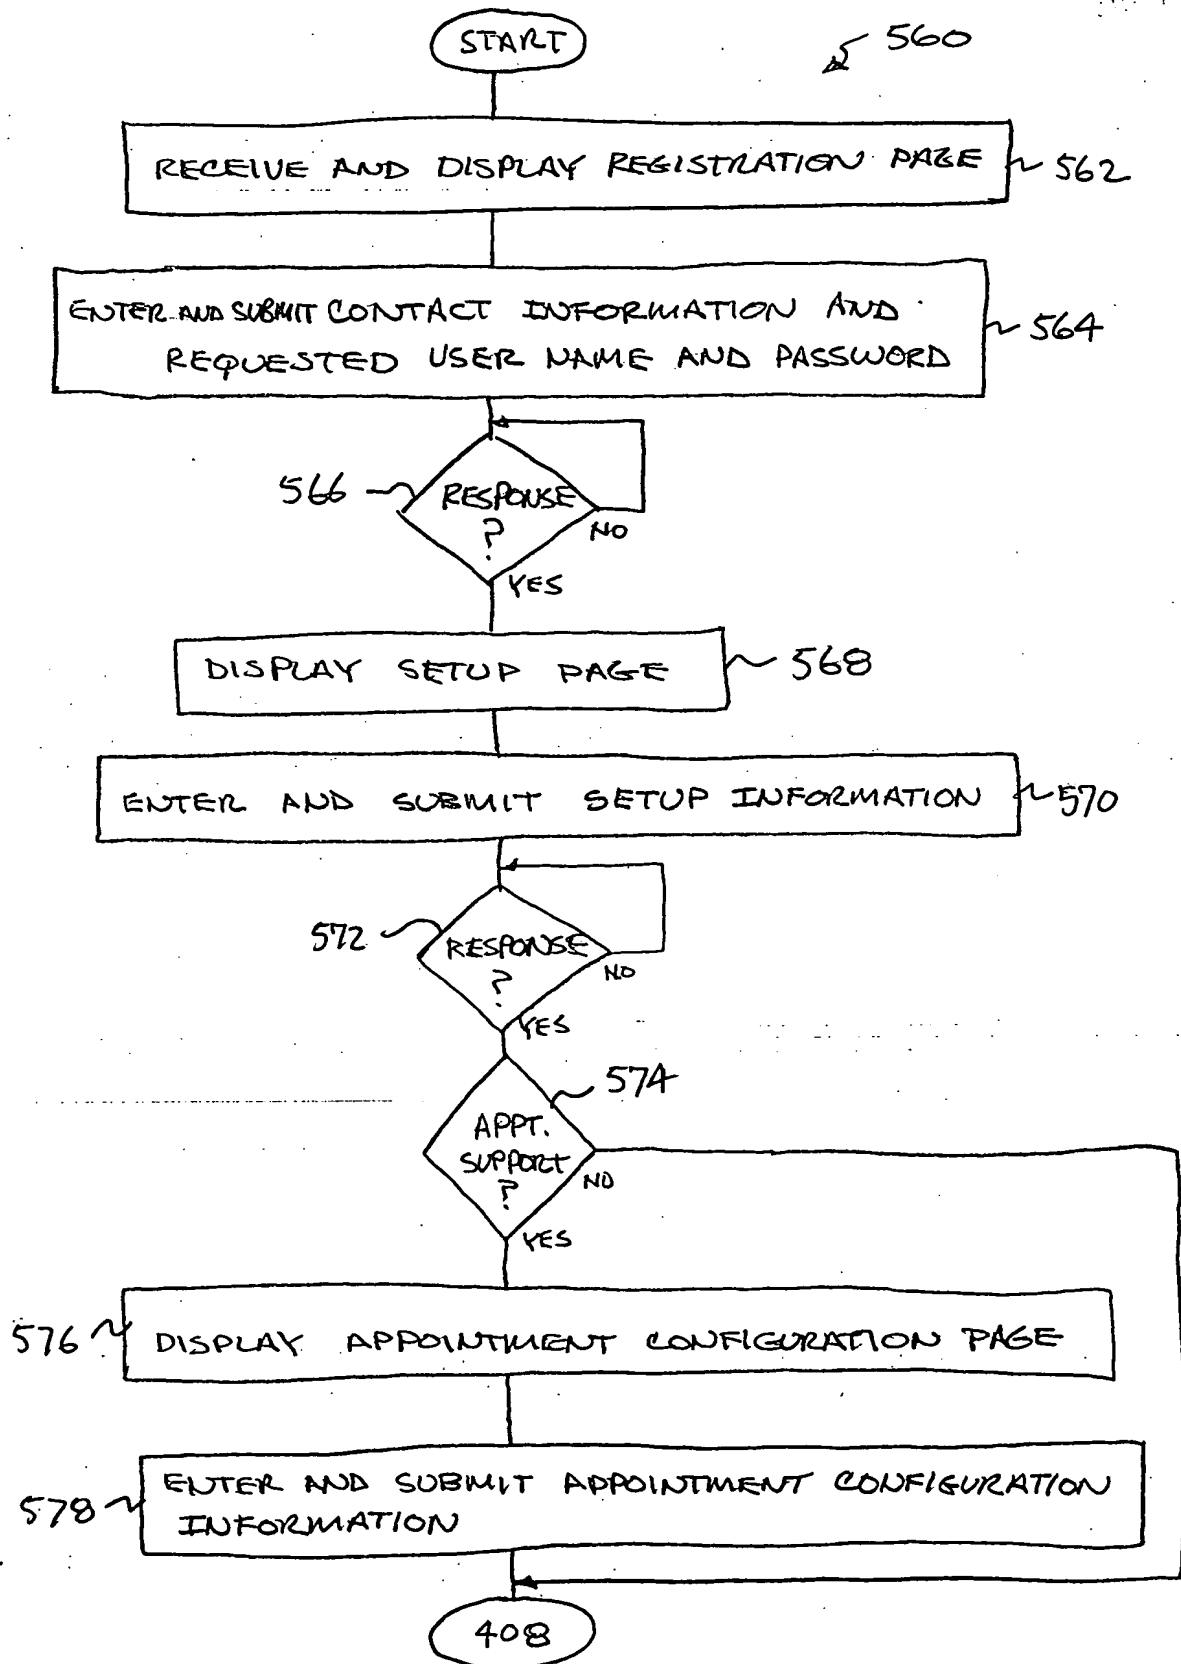 START
560
RECEIVE AND DISPLAY REGISTRATION PAGE
562
ENTER AND SUBMIT CONTACT INFORMATION AND
REQUESTED USER NAME AND PASSWORD
564
566
RESPONSE
?
NO
YES
DISPLAY SETUP PAGE
568
ENTER AND SUBMIT SETUP INFORMATION
570
572
RESPONSE
?
NO
YES
574
APPT.
SUPPORT
?
NO
YES
576
DISPLAY APPOINTMENT CONFIGURATION PAGE
578
ENTER AND SUBMIT APPOINTMENT CONFIGURATION
INFORMATION
408